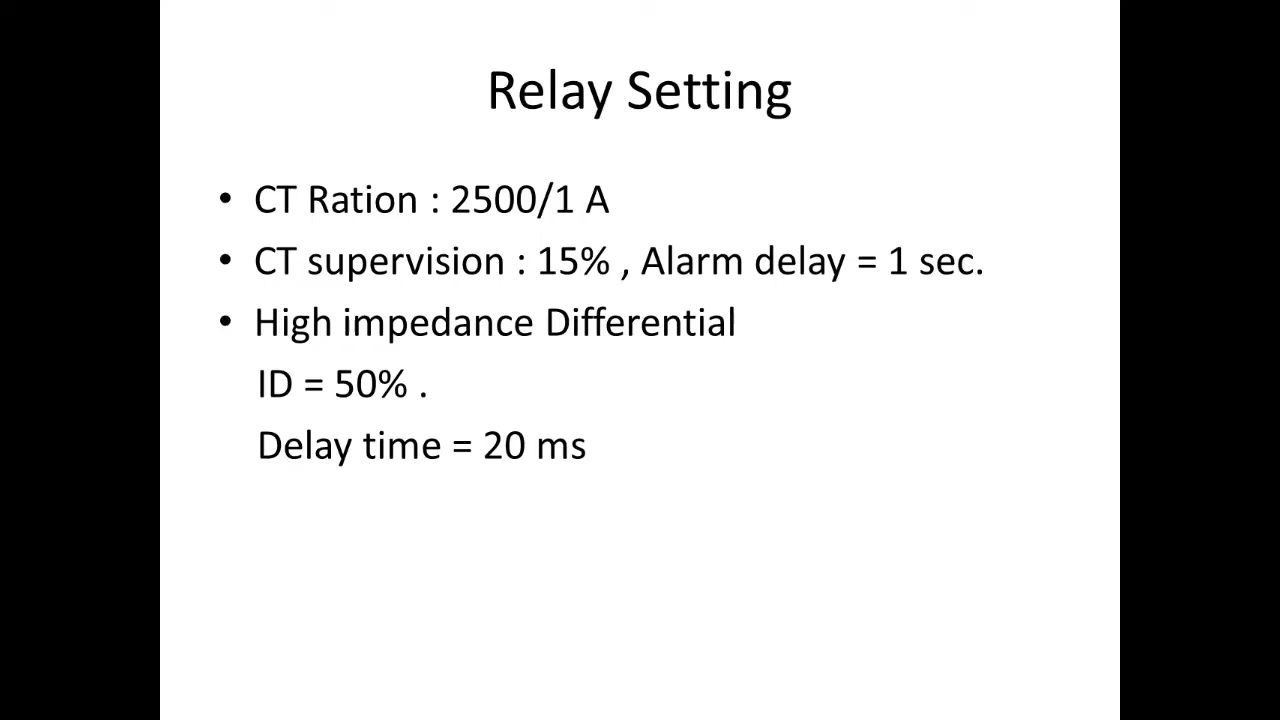 Relay Setting
• CT Ration : 2500/1 A
• CT supervision : 15% , Alarm delay = 1 sec.
• High impedance Differential
ID = 50% .
Delay time = 20 ms